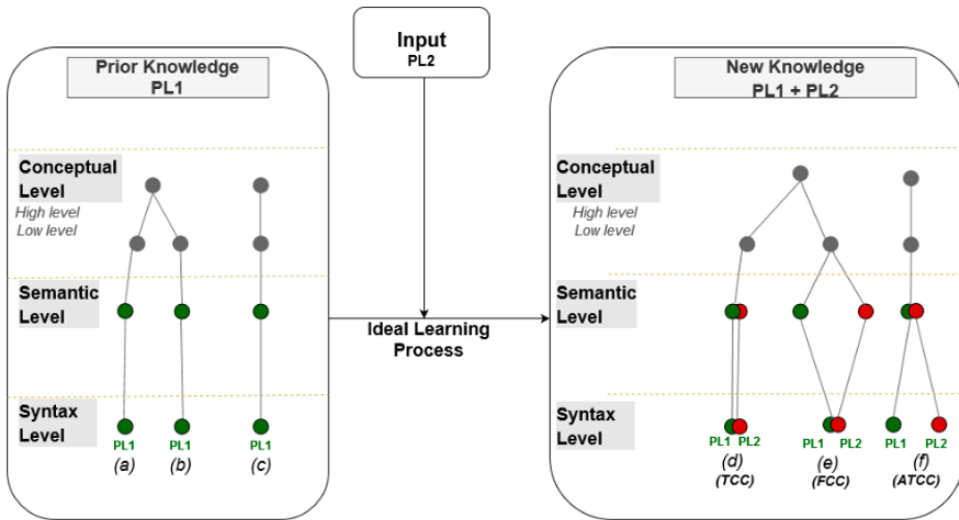 Prior Knowledge
PL1
Conceptual
Level
High level
Low level
Semantic
Level
Syntax
Level
PL1 PL1 PL1
(a) (b) (c)
Input
PL2
Ideal Learning
Process
New Knowledge
PL1 + PL2
Conceptual
Level
High level
Low level
Semantic
Level
Syntax
Level
PL1 PL2 PL1 PL2 PL1 PL2
(d) (e) (f)
(TCC) (FCC) (ATCC)